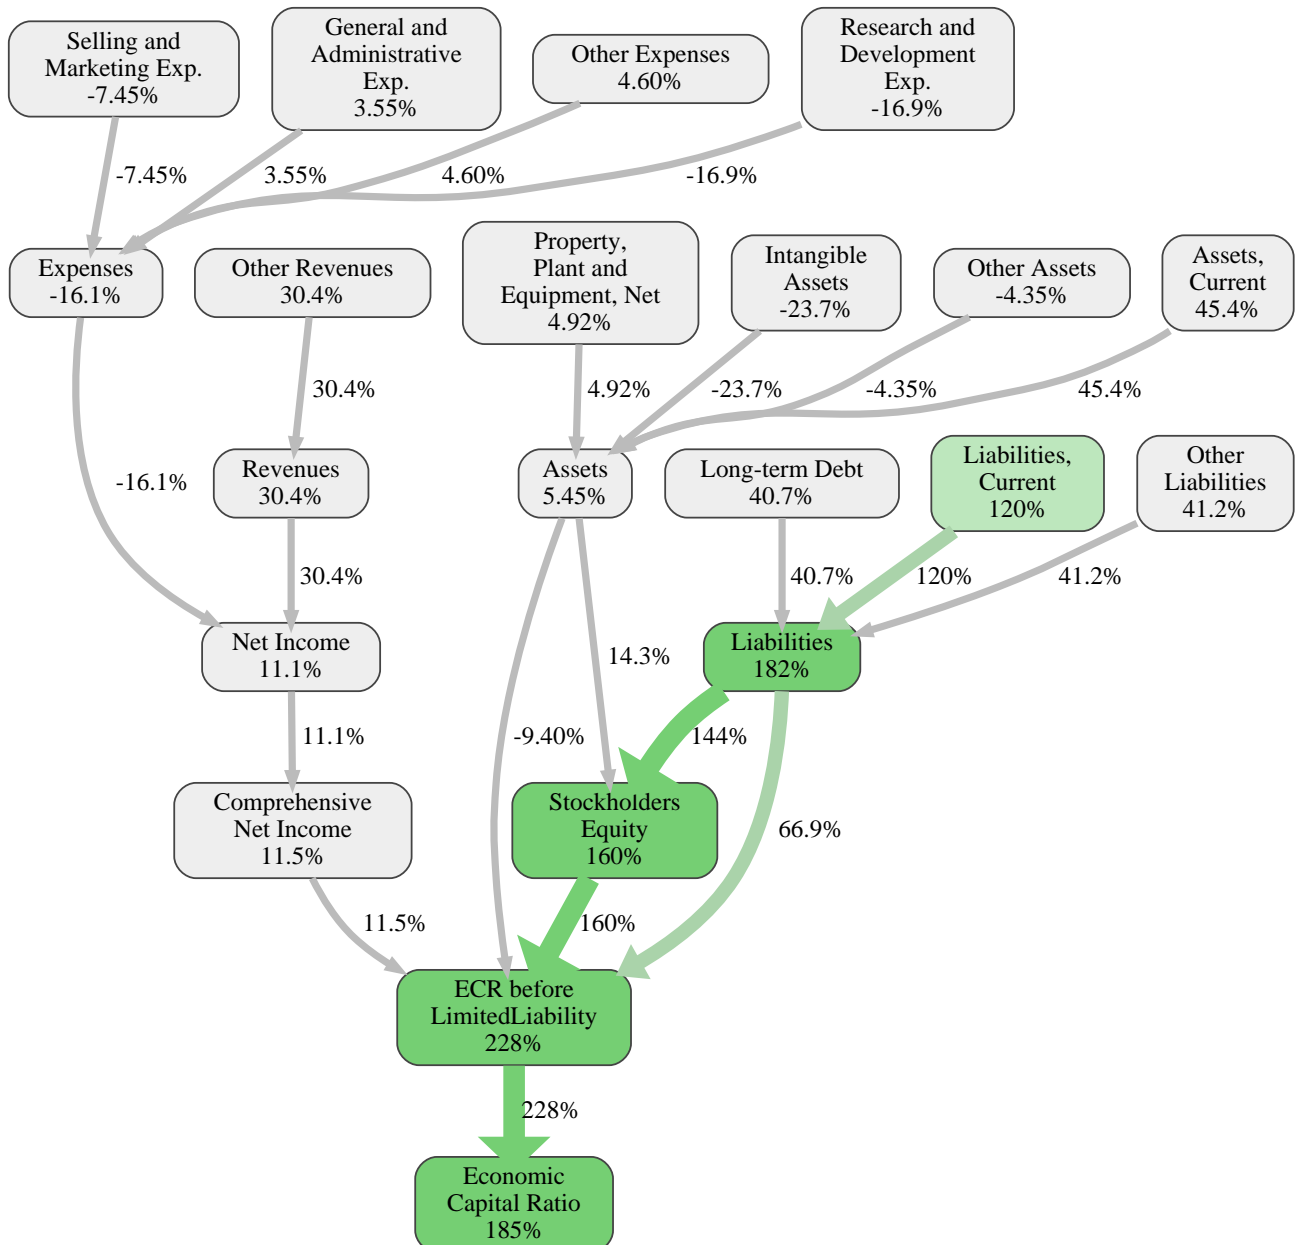 Selling and
Marketing Exp.
-7.45%
General and
Administrative
Exp.
3.55%
Other Expenses
4.60%
Research and
Development
Exp.
-16.9%
-7.45%
3.55%
4.60%
-16.9%
Expenses
-16.1%
Other Revenues
30.4%
Property,
Plant and
Equipment, Net
4.92%
Intangible
Assets
-23.7%
Other Assets
-4.35%
Assets,
Current
45.4%
30.4%
4.92%
-23.7%
-4.35%
45.4%
-16.1%
Revenues
30.4%
Assets
5.45%
Long-term Debt
40.7%
Liabilities,
Current
120%
Other
Liabilities
41.2%
30.4%
40.7%
120%
41.2%
Net Income
11.1%
14.3%
Liabilities
182%
11.1%
-9.40%
144%
Comprehensive
Net Income
11.5%
Stockholders
Equity
160%
66.9%
11.5%
160%
ECR before
LimitedLiability
228%
228%
Economic
Capital Ratio
185%